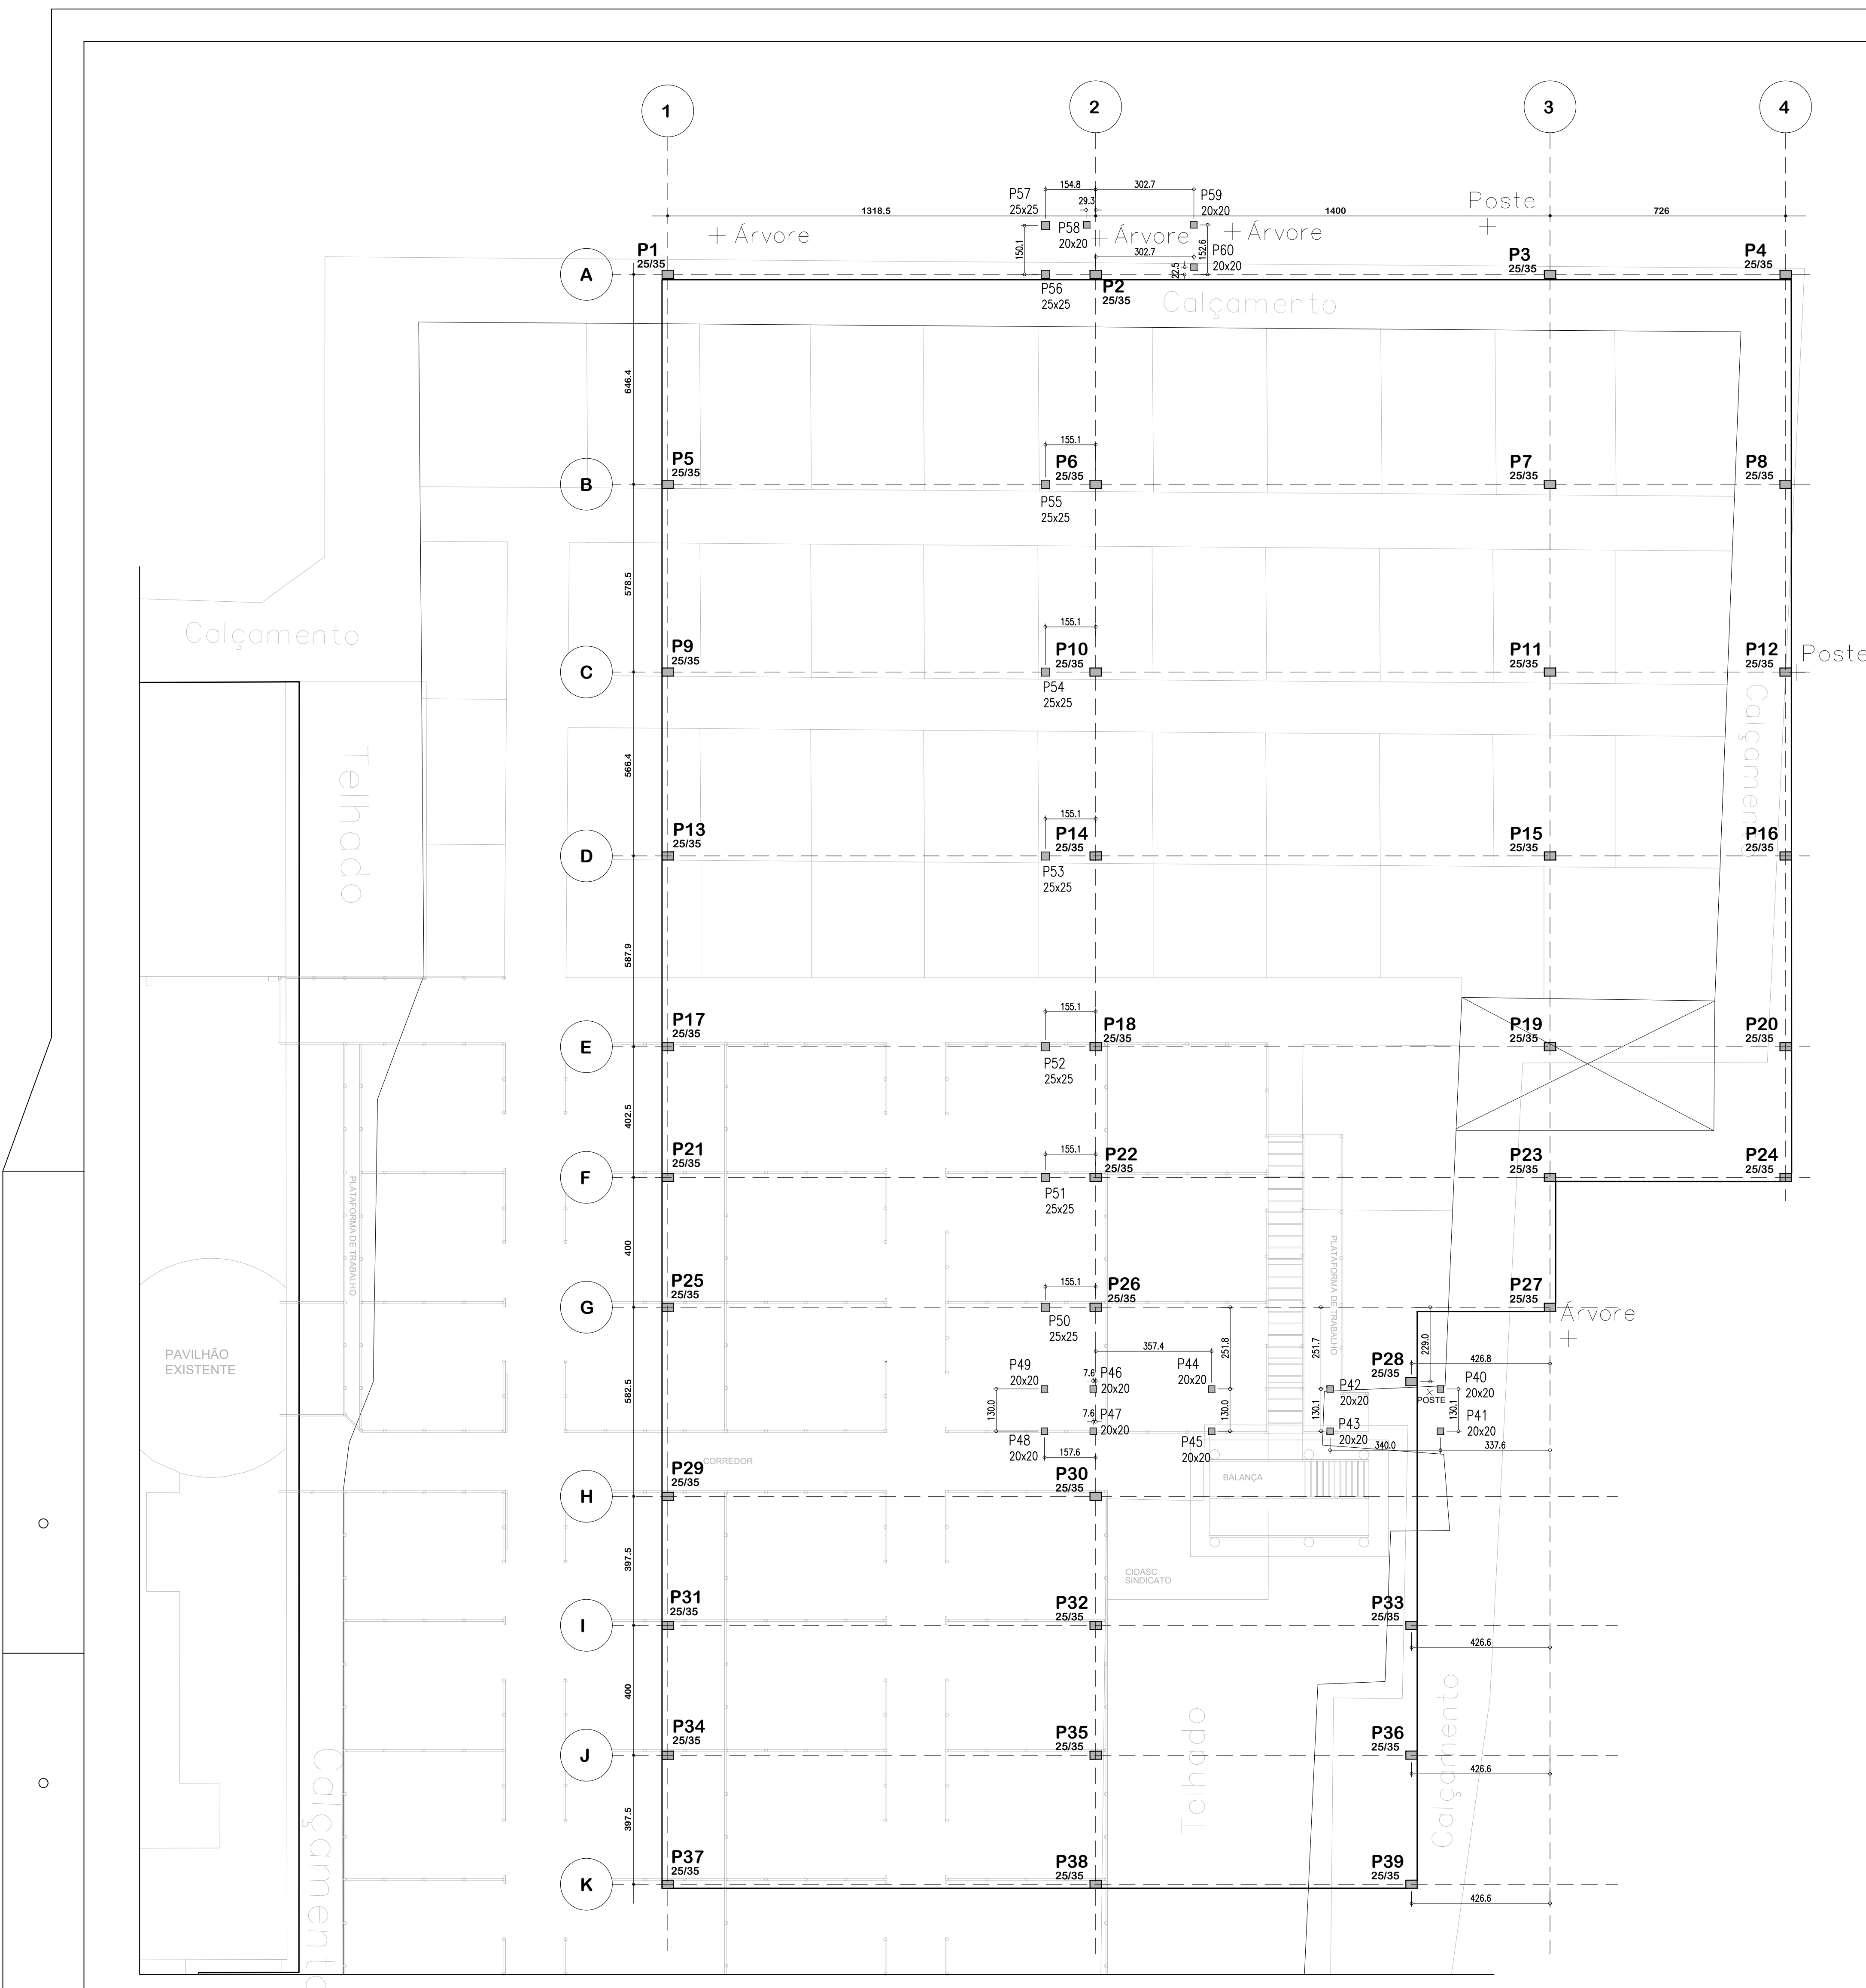 1
2
3
4
P57
25x25
154.8
302.7
P59
20x20
29.3
Poste
1318.5
1400
726
Árvore
P58
20x20
Árvore
Árvore
150.1
152.6
P1
25/35
302.7
P60
20x20
22.5
P3
25/35
P4
25/35
A
P56
25x25
P2
25/35
Calçamento
646.4
155.1
P5
25/35
P6
25/35
P7
25/35
P8
25/35
B
P55
25x25
578.5
Calçamento
155.1
P9
25/35
P10
25/35
P11
25/35
P12
25/35
Poste
C
P54
25x25
Calçamen
Telhado
566.4
155.1
P13
25/35
P14
25/35
P15
25/35
P16
25/35
D
P53
25x25
587.9
155.1
P17
25/35
P18
25/35
P19
25/35
P20
25/35
E
P52
25x25
402.5
155.1
P21
25/35
P22
25/35
P23
25/35
P24
25/35
F
P51
25x25
PLATAFORMA DE TRABALHO
PLATAFORMA DE TRABALHO
400
155.1
P25
25/35
P26
25/35
P27
25/35
G
P50
25x25
Árvore
PAVILHÃO
EXISTENTE
251.8
251.7
229.0
357.4
426.8
P28
25/35
P49
20x20
7.6
P46
20x20
P44
20x20
P42
20x20
P40
20x20
POSTE
582.5
130.0
130.0
130.1
130.1
7.6
P47
20x20
P43
20x20
P41
20x20
P48
20x20
P45
20x20
157.6
340.0
337.6
CORREDOR
P29
25/35
P30
25/35
BALANÇA
H
397.5
CIDASC
SINDICATO
P31
25/35
P32
25/35
P33
25/35
I
426.6
400
Telhado
Calçamento
Calçament
P34
25/35
P35
25/35
P36
25/35
J
426.6
397.5
P37
25/35
P38
25/35
P39
25/35
K
426.6